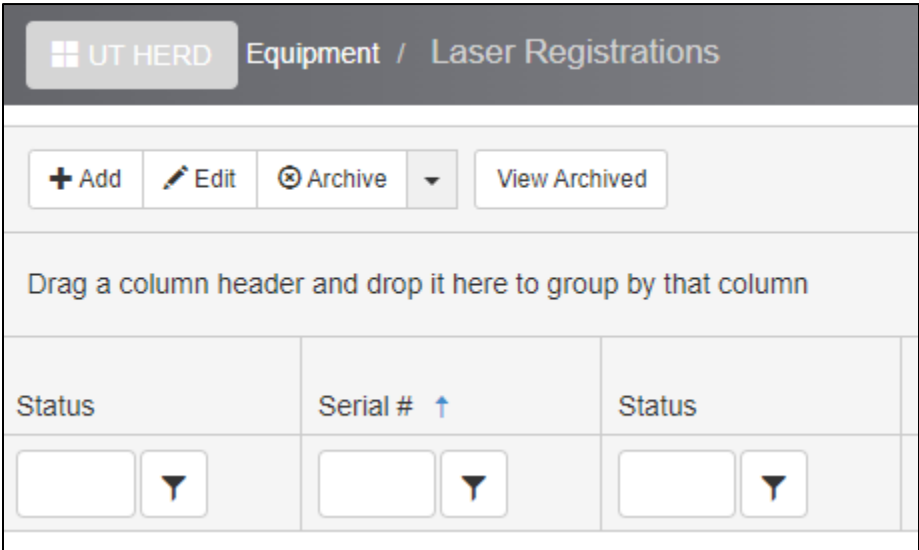 UT HERD Equipment / Laser Registrations
Add Edit Archive View Archived
Drag a column header and drop it here to group by that column
Status Serial # ↑ Status